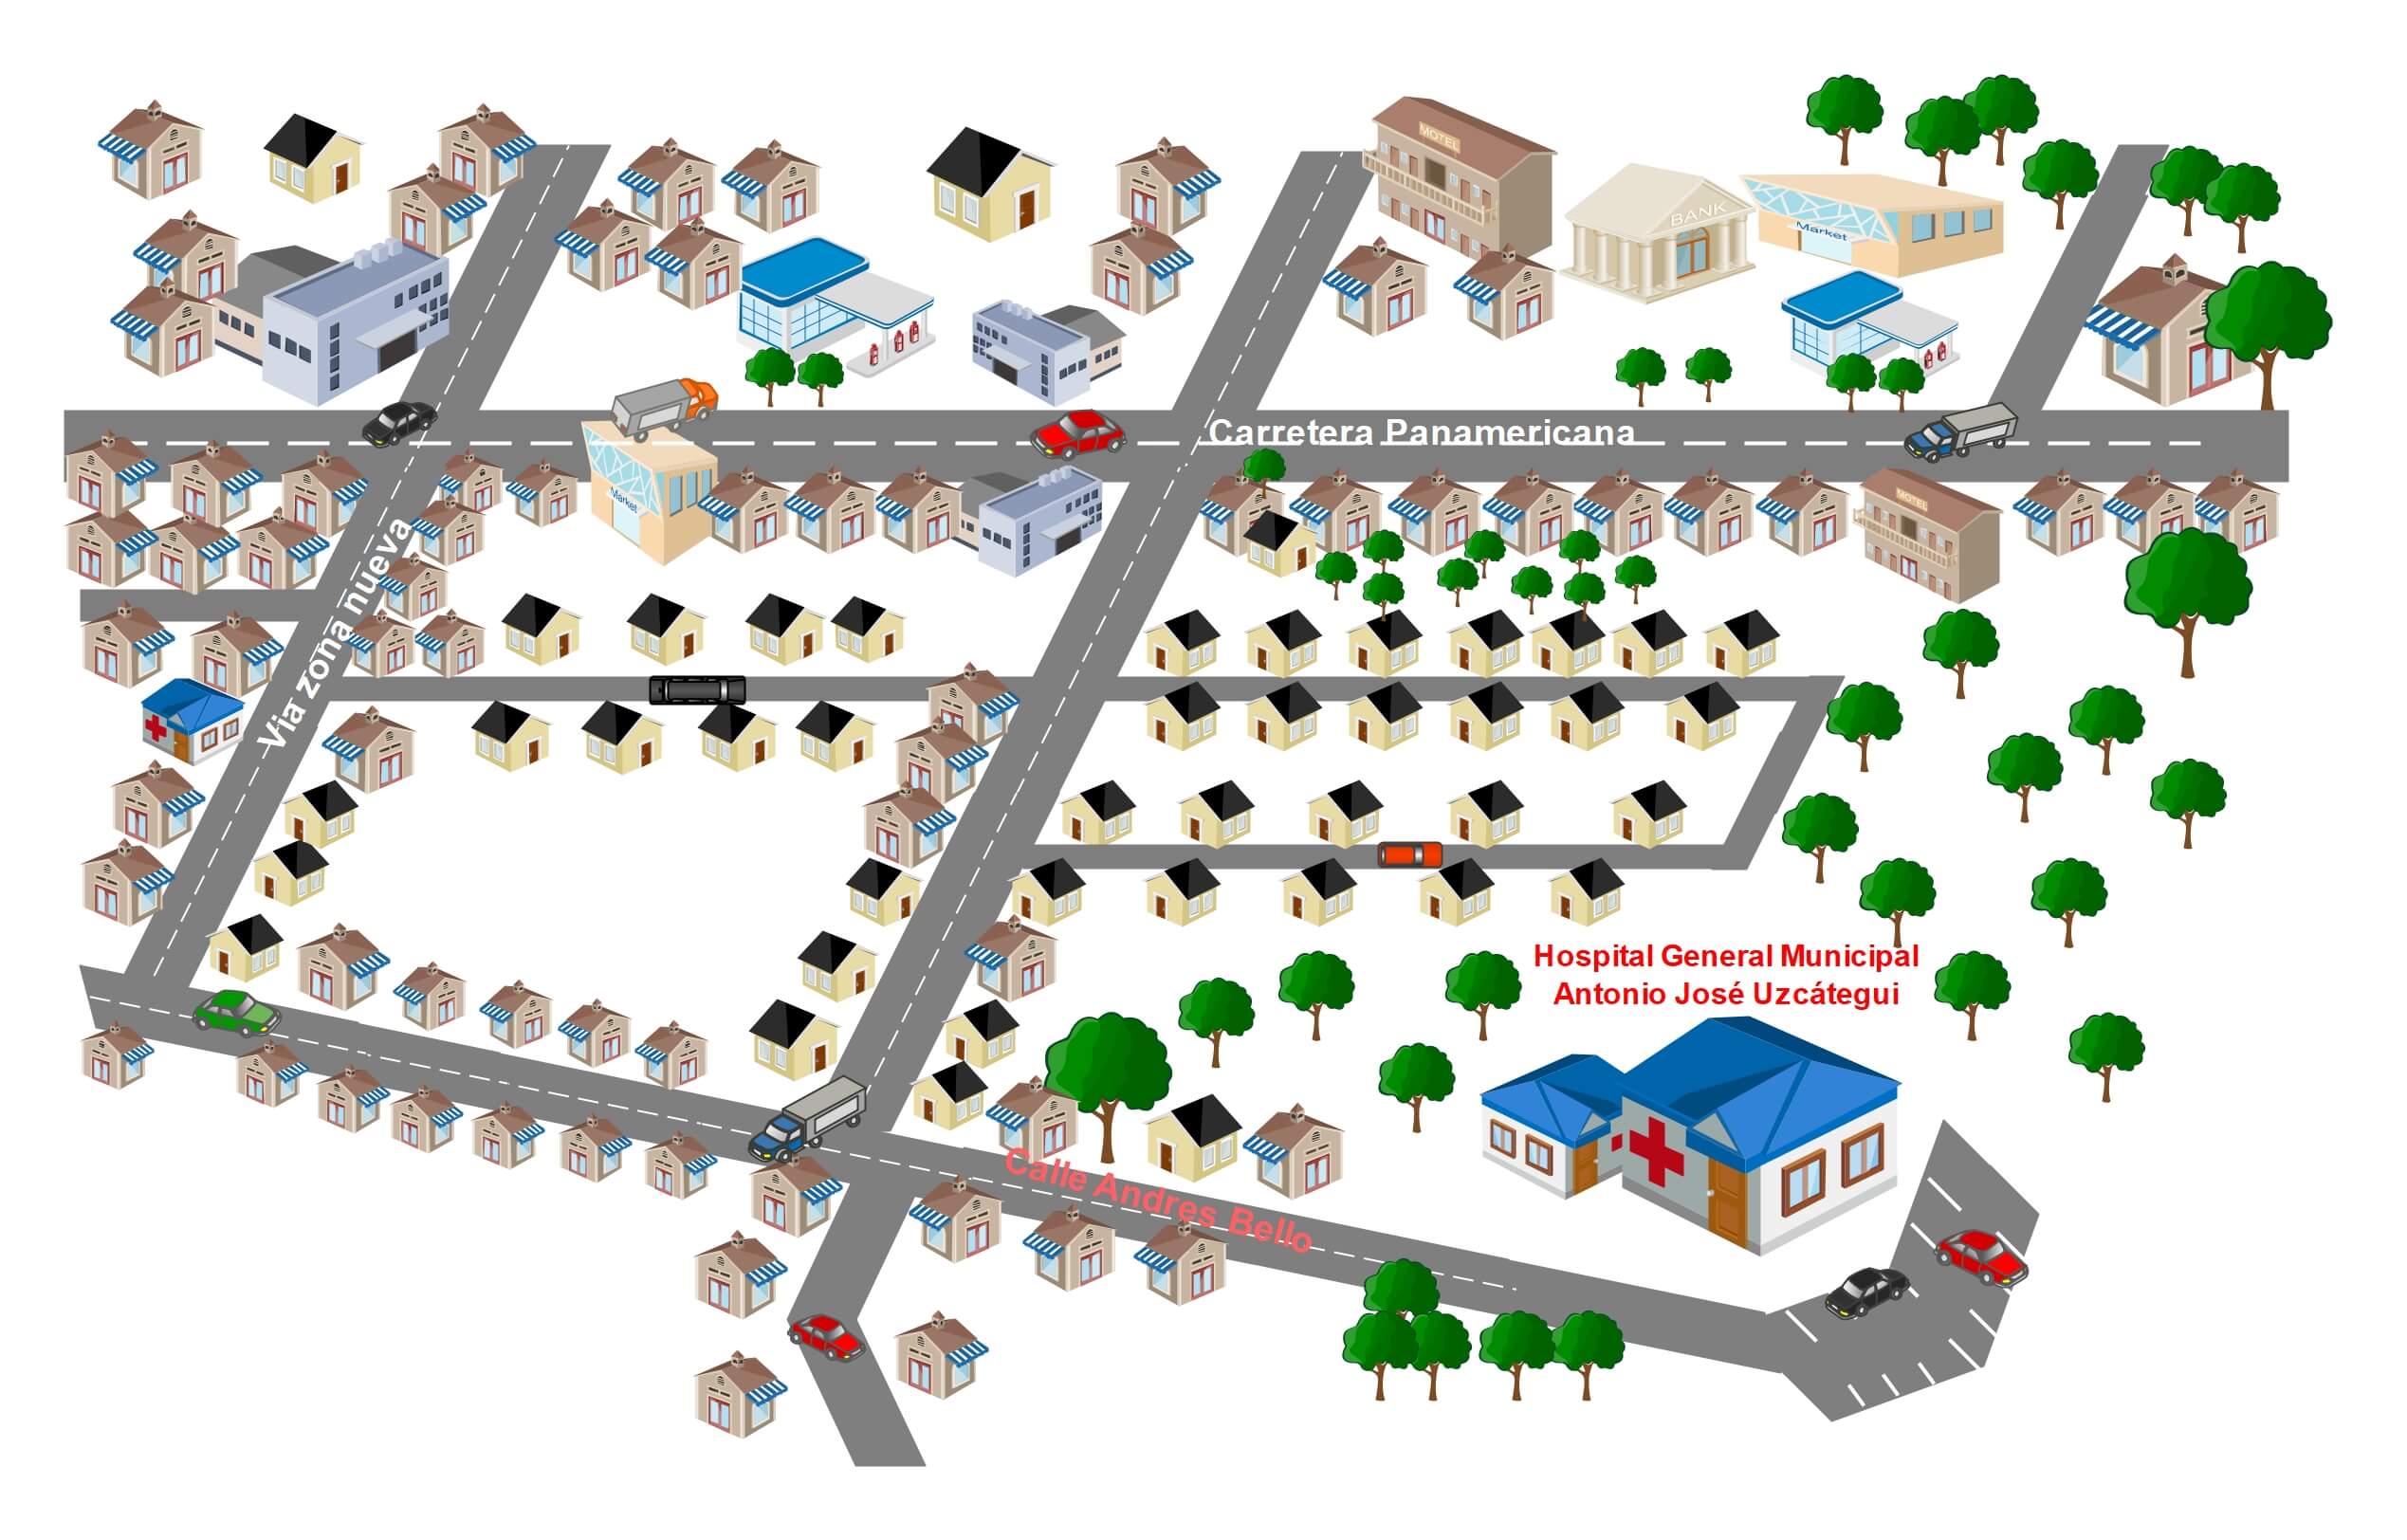 MOTEL
BANK
Market
Carretera Panamericana
MOTEL
Market
Via zona nueva
Hospital General Municipal
Antonio José Uzcátegui
Calle Andres Bello